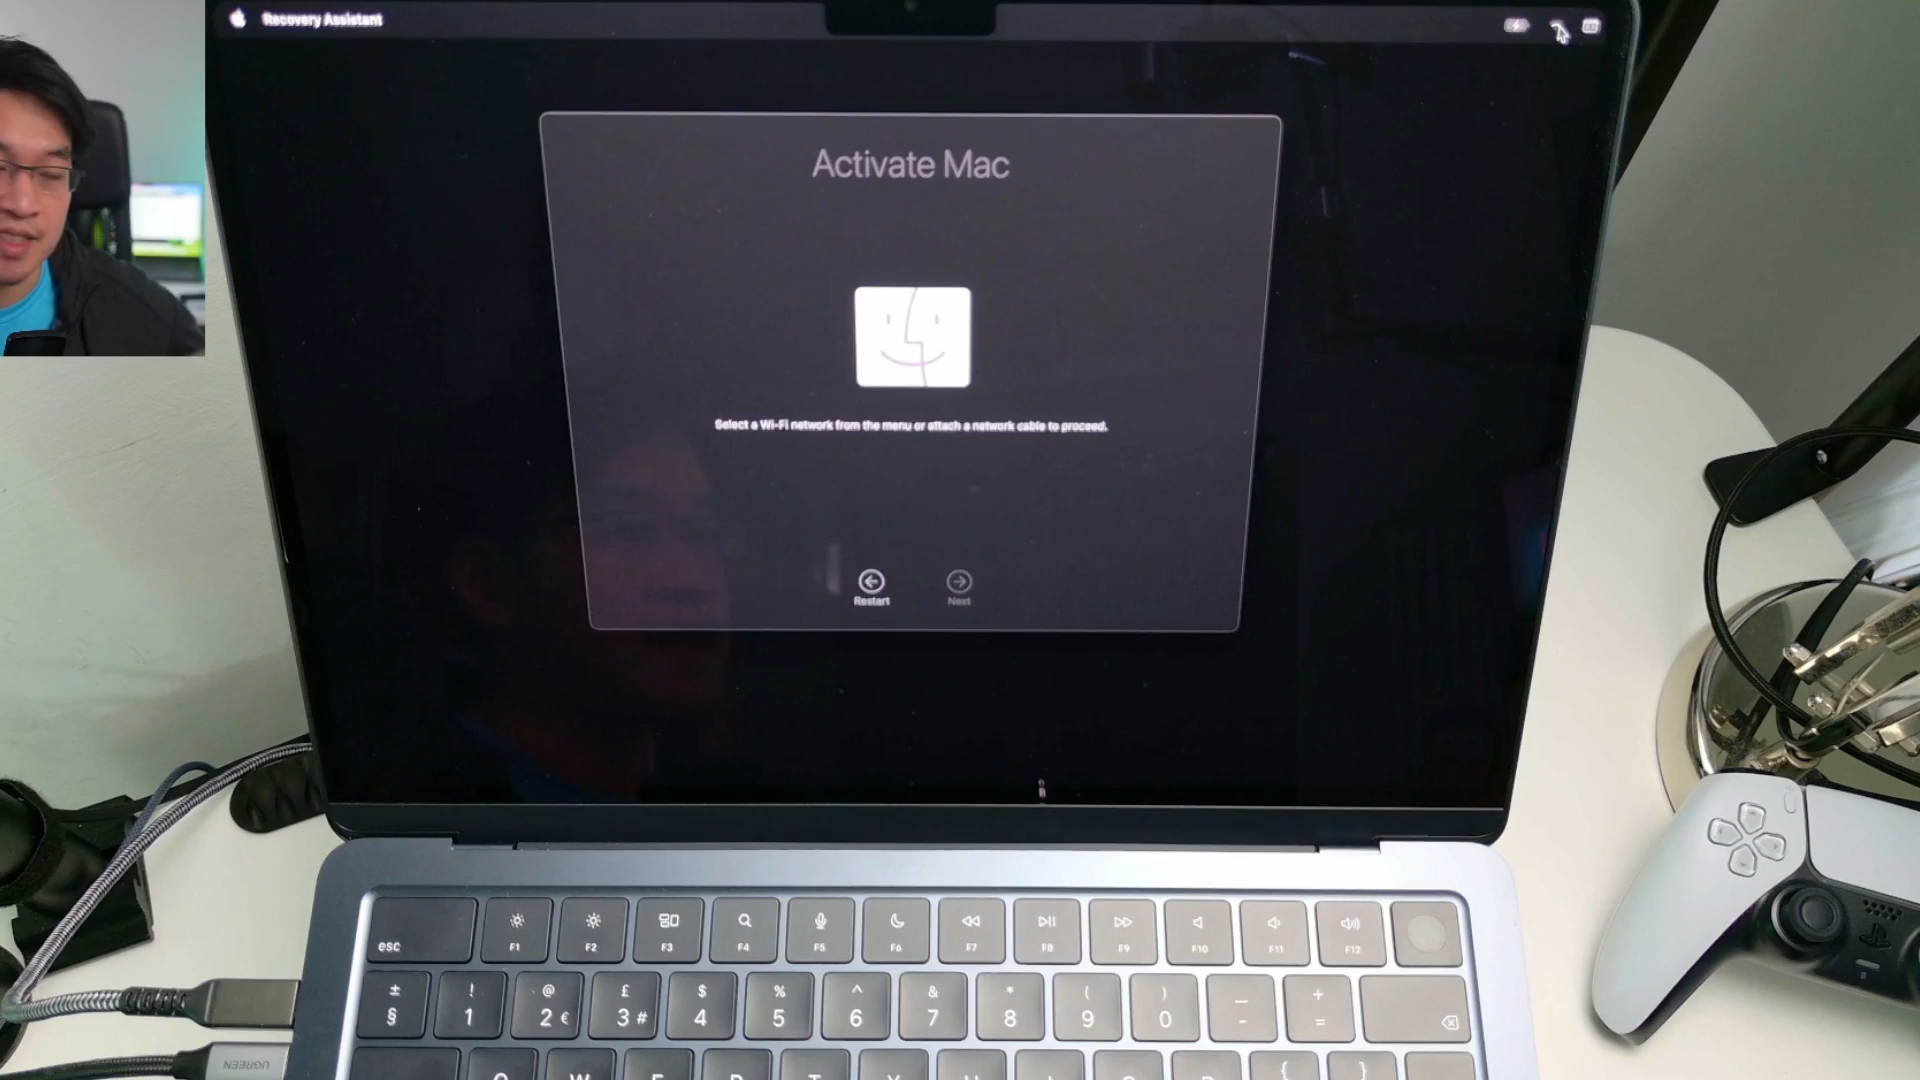 Recovery Assistant
Activate Mac
Select a Wi-Fi network from the menu or attach a network cable to proceed.
Restart
Next
esc
F1
F2
F3
F4
F5
F6
F7
F8
F9
F10
F11
F12
±
!
@
£
$
%
^
&
*
(
)
_
+
§
1
2 €
3 #
4
5
6
7
8
9
0
-
=
{
}
UGREEN